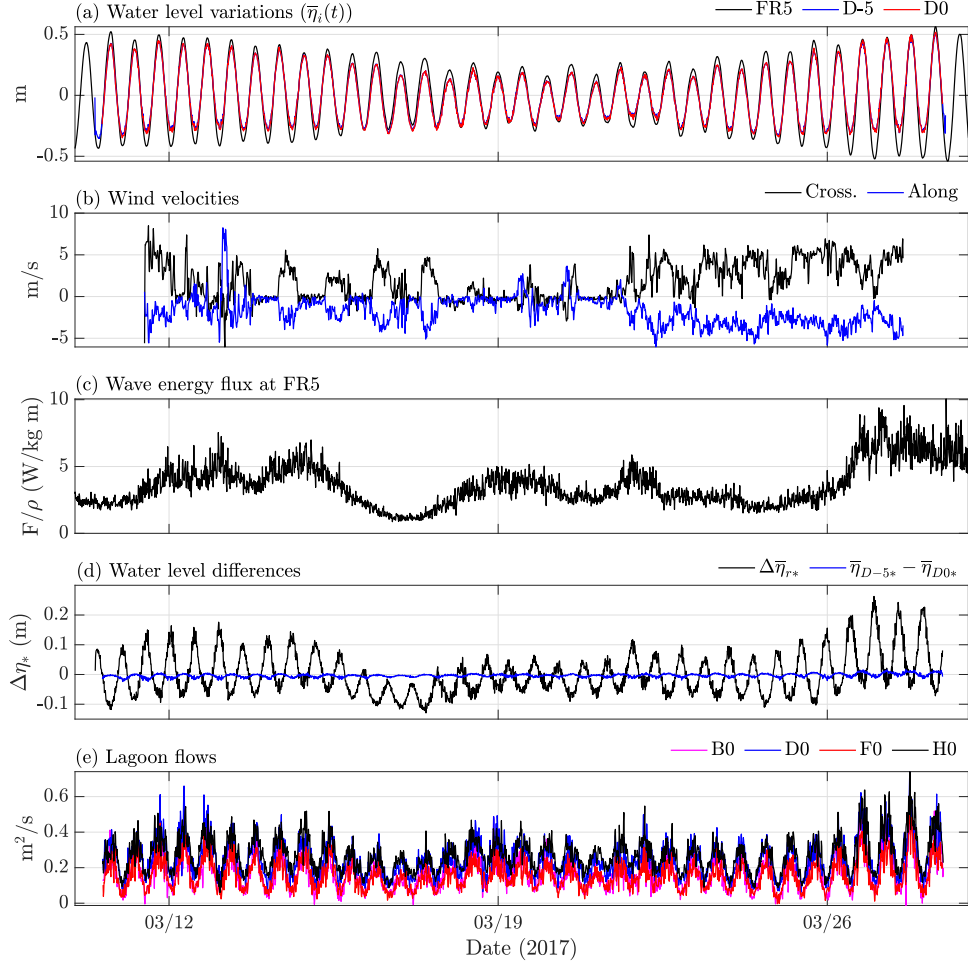 (a) Water level variations (η̅ᵢ(t))
FR5 D-5 D0
0.5
0
-0.5
m
(b) Wind velocities
Cross. Along
10
5
0
-5
m/s
(c) Wave energy flux at FR5
10
5
0
F/ρ (W/kg m)
(d) Water level differences
Δη̅ᵣ* η̅D−5* − η̅D0*
0.2
0.1
0
-0.1
Δη* (m)
(e) Lagoon flows
B0 D0 F0 H0
0.6
0.4
0.2
0
m²/s
03/12 03/19 03/26
Date (2017)